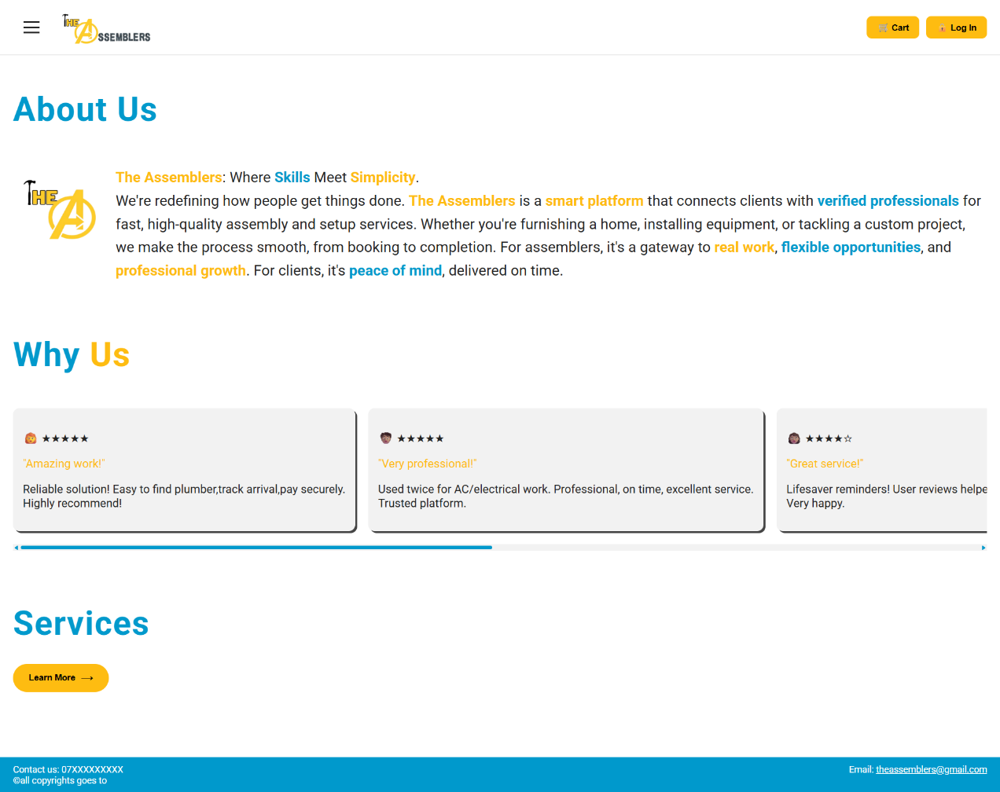 THE ASSEMBLERS
Cart
Log In
About Us
THE A
The Assemblers: Where Skills Meet Simplicity.
We're redefining how people get things done. The Assemblers is a smart platform that connects clients with verified professionals for
fast, high-quality assembly and setup services. Whether you're furnishing a home, installing equipment, or tackling a custom project,
we make the process smooth, from booking to completion. For assemblers, it's a gateway to real work, flexible opportunities, and
professional growth. For clients, it's peace of mind, delivered on time.
Why Us
★★★★★
"Amazing work!"
Reliable solution! Easy to find plumber,track arrival,pay securely.
Highly recommend!
★★★★★
"Very professional!"
Used twice for AC/electrical work. Professional, on time, excellent service.
Trusted platform.
★★★★☆
"Great service!"
Lifesaver reminders! User reviews helpe
Very happy.
Services
Learn More ⟶
Contact us: 07XXXXXXXXX
©all copyrights goes to
Email: theassemblers@gmail.com